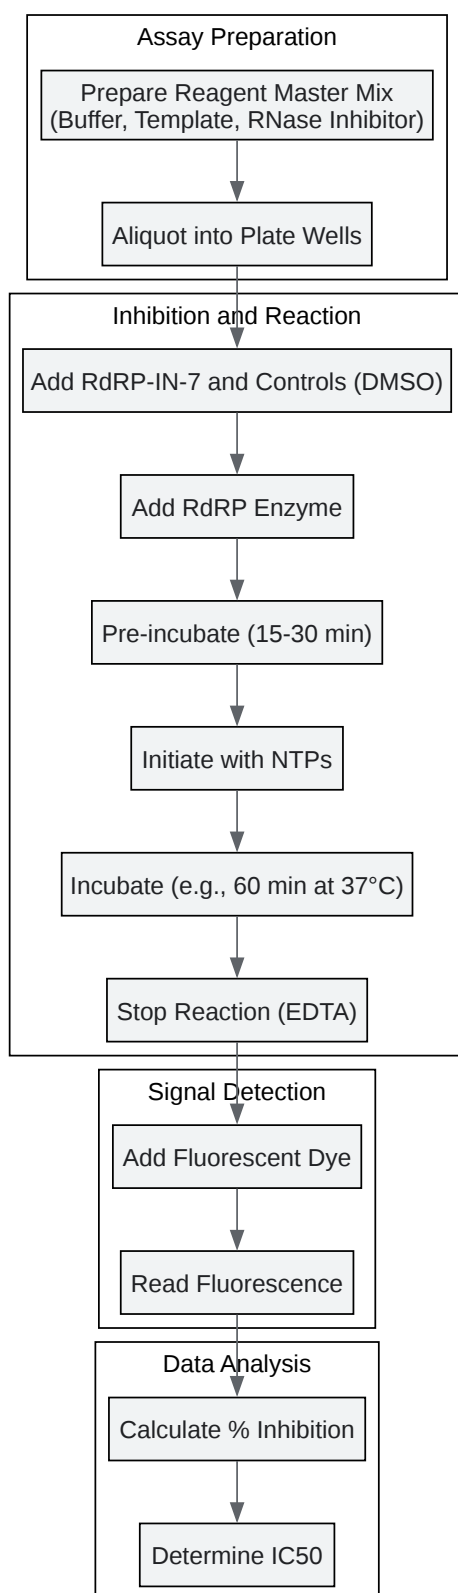 Assay Preparation
Prepare Reagent Master Mix
(Buffer, Template, RNase Inhibitor)
Aliquot into Plate Wells
Inhibition and Reaction
Add RdRP-IN-7 and Controls (DMSO)
Add RdRP Enzyme
Pre-incubate (15-30 min)
Initiate with NTPs
Incubate (e.g., 60 min at 37°C)
Stop Reaction (EDTA)
Signal Detection
Add Fluorescent Dye
Read Fluorescence
Data Analysis
Calculate % Inhibition
Determine IC50